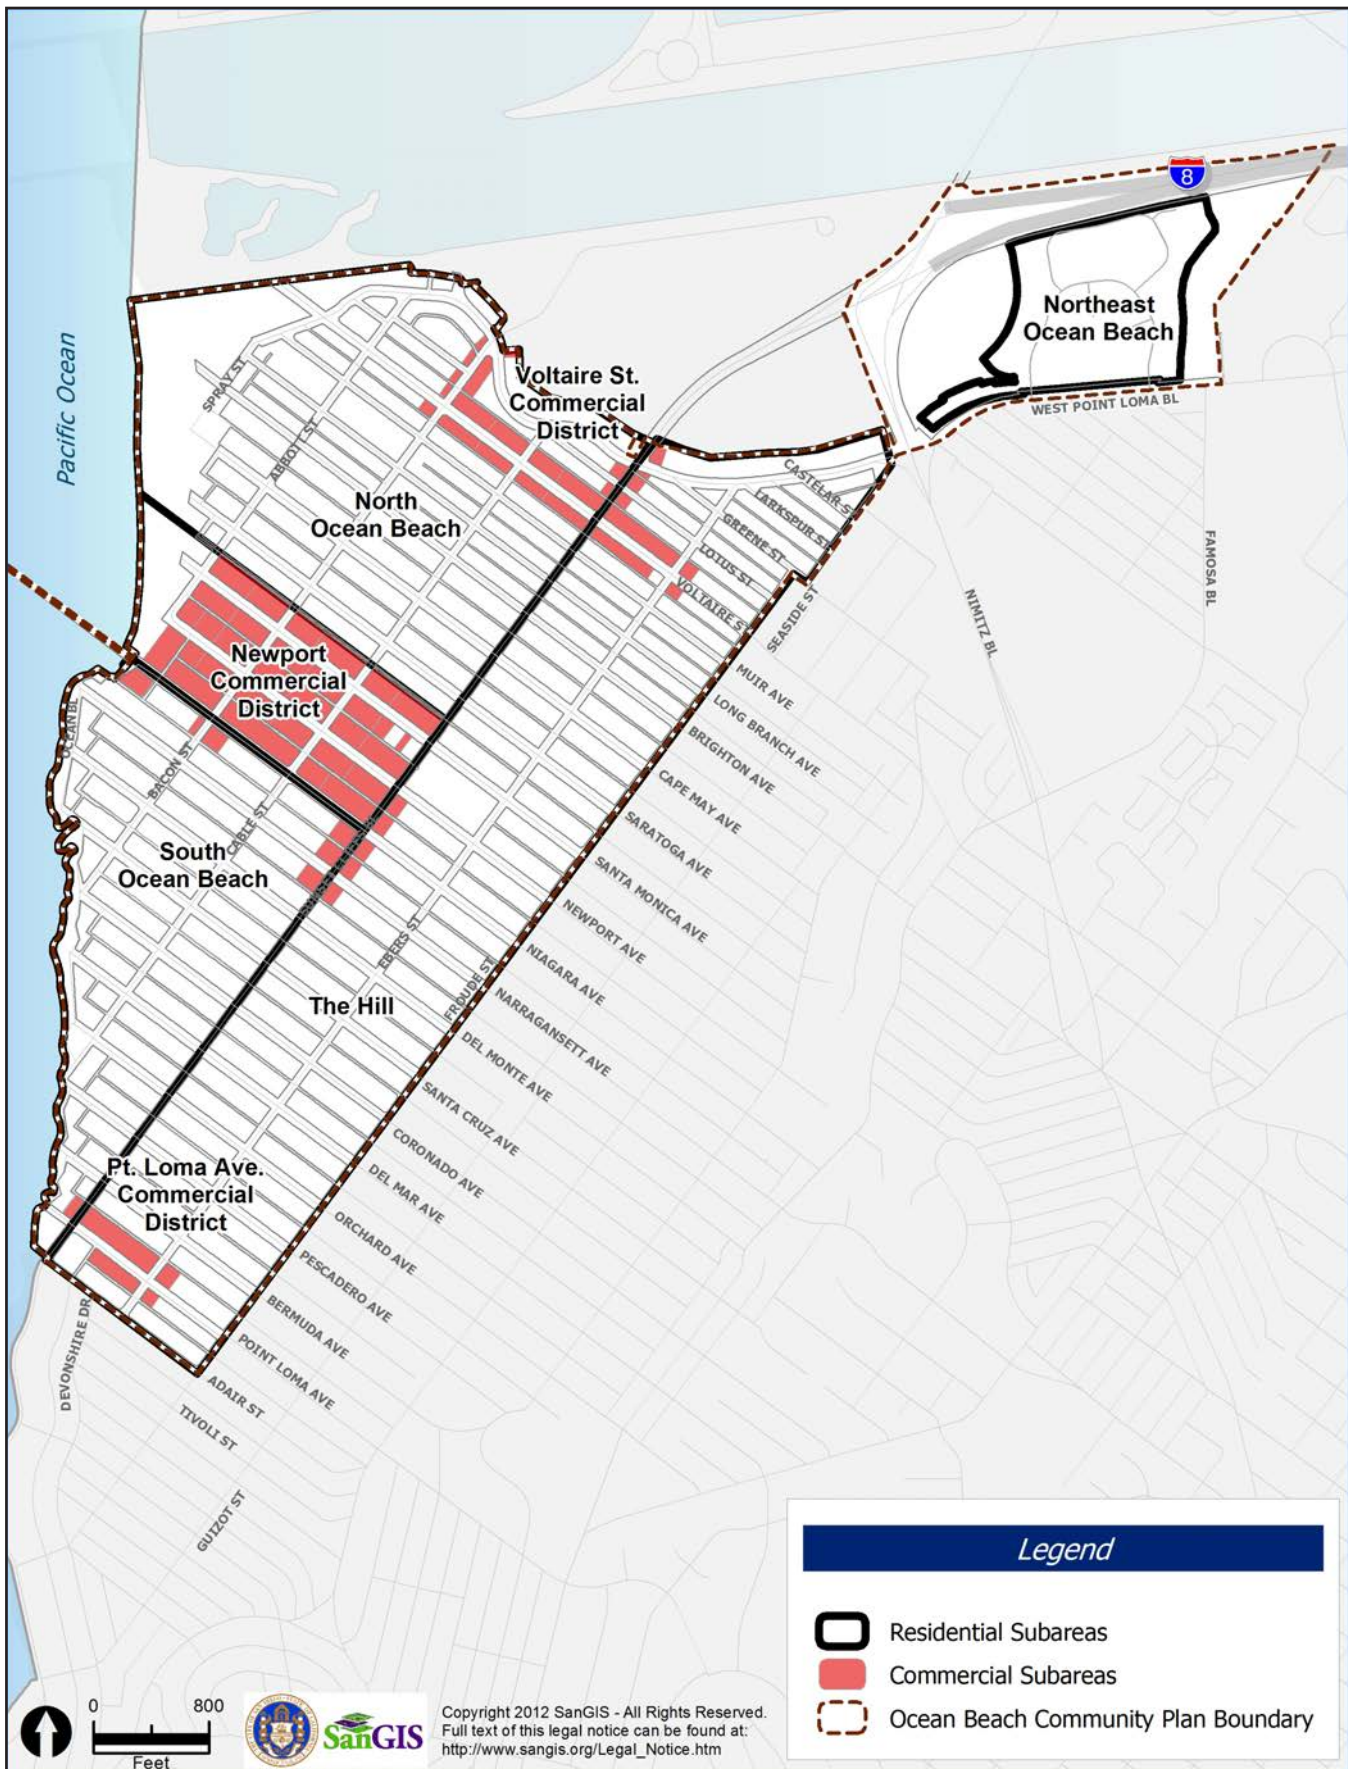 8
Northeast
Ocean Beach
WEST POINT LOMA BL
Pacific Ocean
Voltaire St.
Commercial
District
SPRAY ST
ABBOTT ST
North
Ocean Beach
CASTELAR ST
LARKSPUR ST
GREENE ST
LOTUS ST
VOLTAIRE ST
SEASIDE ST
NIMITZ BL
FAMOSA BL
Newport
Commercial
District
MUIR AVE
LONG BRANCH AVE
BRIGHTON AVE
CAPE MAY AVE
SARATOGA AVE
SANTA MONICA AVE
NEWPORT AVE
NIAGARA AVE
NARRAGANSETT AVE
DEL MONTE AVE
SANTA CRUZ AVE
CORONADO AVE
DEL MAR AVE
ORCHARD AVE
PESCADERO AVE
BERMUDA AVE
POINT LOMA AVE
ADAIR ST
TIVOLI ST
GUIZOT ST
DEVONSHIRE DR
OCEAN BL
BACON ST
CABLE ST
South
Ocean Beach
EBERS ST
FROUDE ST
The Hill
Pt. Loma Ave.
Commercial
District
Legend
Residential Subareas
Commercial Subareas
Ocean Beach Community Plan Boundary
0 800
Feet
SanGIS
Copyright 2012 SanGIS - All Rights Reserved.
Full text of this legal notice can be found at:
http://www.sangis.org/Legal_Notice.htm